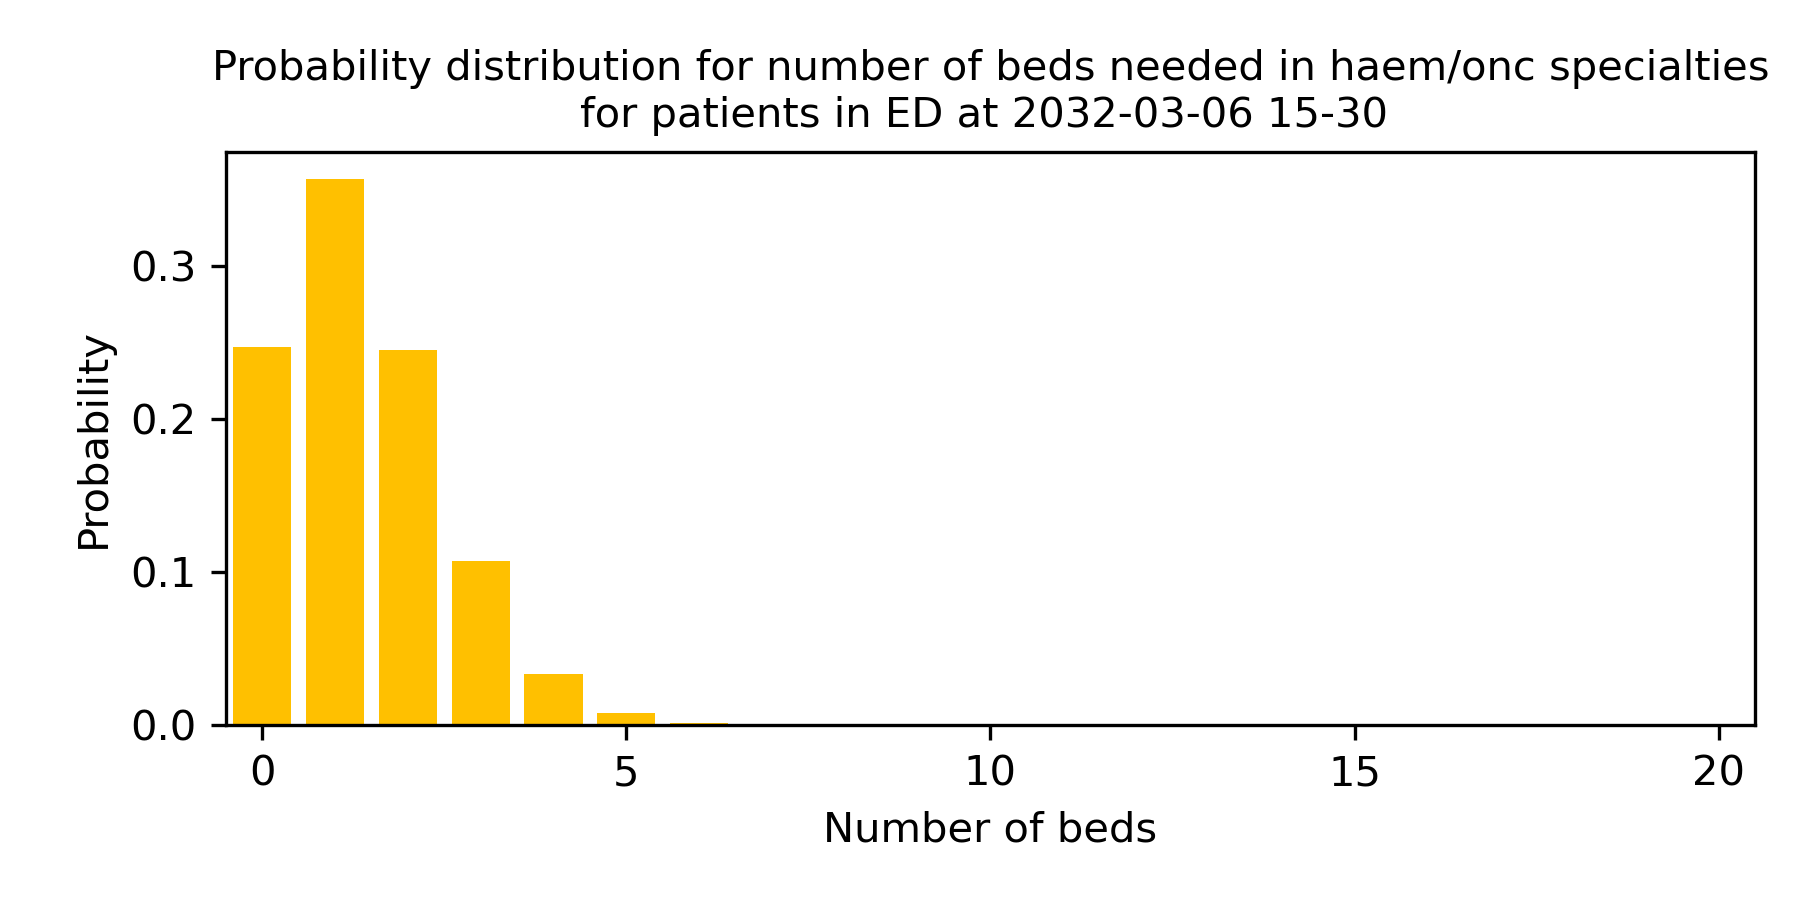 Probability distribution for number of beds needed in haem/onc specialties
for patients in ED at 2032-03-06 15-30
Probability
0.3
0.2
0.1
0.0
0 5 10 15 20
Number of beds